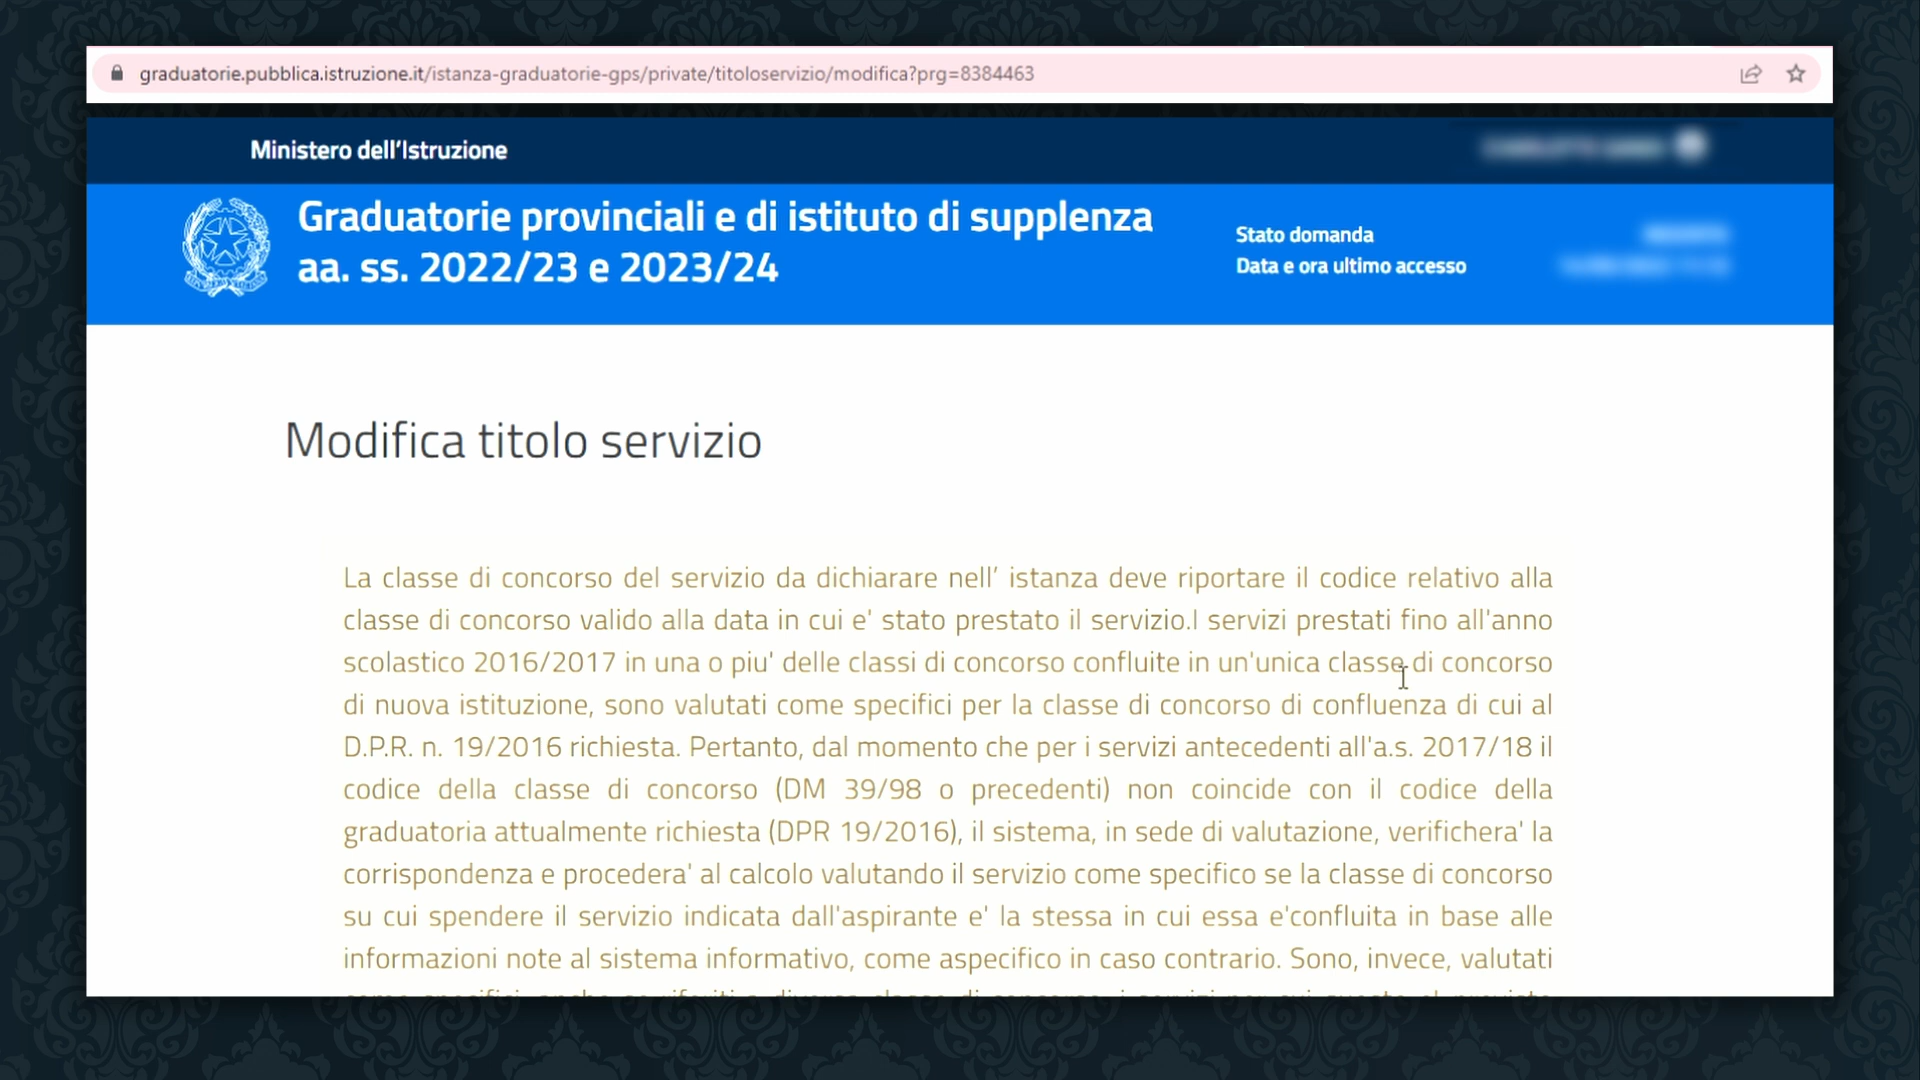 graduatorie.pubblica.istruzione.it/istanza-graduatorie-gps/private/titoloservizio/modifica?prg=8384463
Ministero dell'Istruzione
Graduatorie provinciali e di istituto di supplenza
aa. ss. 2022/23 e 2023/24
Stato domanda
Data e ora ultimo accesso
Modifica titolo servizio
La classe di concorso del servizio da dichiarare nell' istanza deve riportare il codice relativo alla
classe di concorso valido alla data in cui e' stato prestato il servizio.I servizi prestati fino all'anno
scolastico 2016/2017 in una o piu' delle classi di concorso confluite in un'unica classe di concorso
di nuova istituzione, sono valutati come specifici per la classe di concorso di confluenza di cui al
D.P.R. n. 19/2016 richiesta. Pertanto, dal momento che per i servizi antecedenti all'a.s. 2017/18 il
codice della classe di concorso (DM 39/98 o precedenti) non coincide con il codice della
graduatoria attualmente richiesta (DPR 19/2016), il sistema, in sede di valutazione, verifichera' la
corrispondenza e procedera' al calcolo valutando il servizio come specifico se la classe di concorso
su cui spendere il servizio indicata dall'aspirante e' la stessa in cui essa e'confluita in base alle
informazioni note al sistema informativo, come aspecifico in caso contrario. Sono, invece, valutati